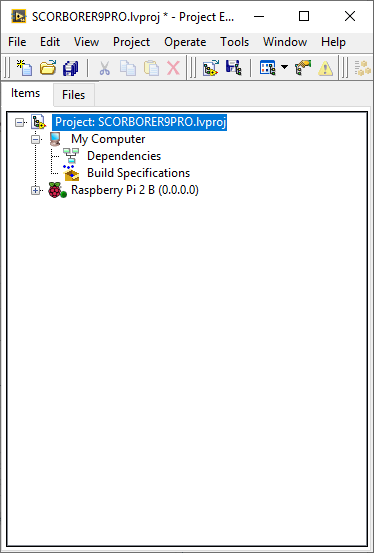 SCORBORER9PRO.lvproj * - Project E...
File Edit View Project Operate Tools Window Help
Items Files
Project: SCORBORER9PRO.lvproj
My Computer
Dependencies
Build Specifications
Raspberry Pi 2 B (0.0.0.0)